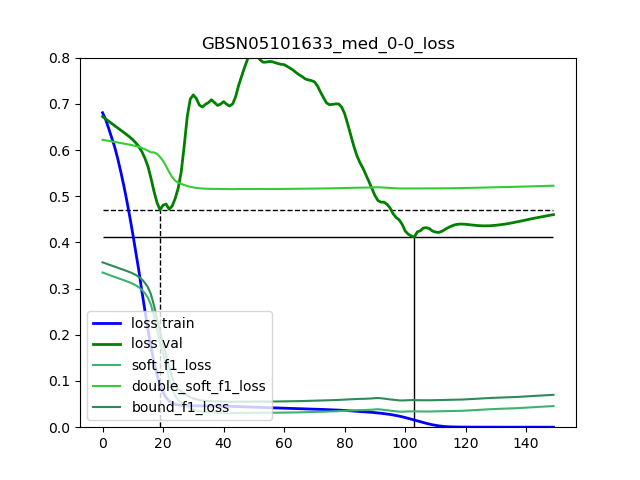 GBSN05101633_med_0-0_loss
0.8
0.7
0.6
0.5
0.4
0.3
0.2
0.1
0.0
loss train
loss val
soft_f1_loss
double_soft_f1_loss
bound_f1_loss
0 20 40 60 80 100 120 140